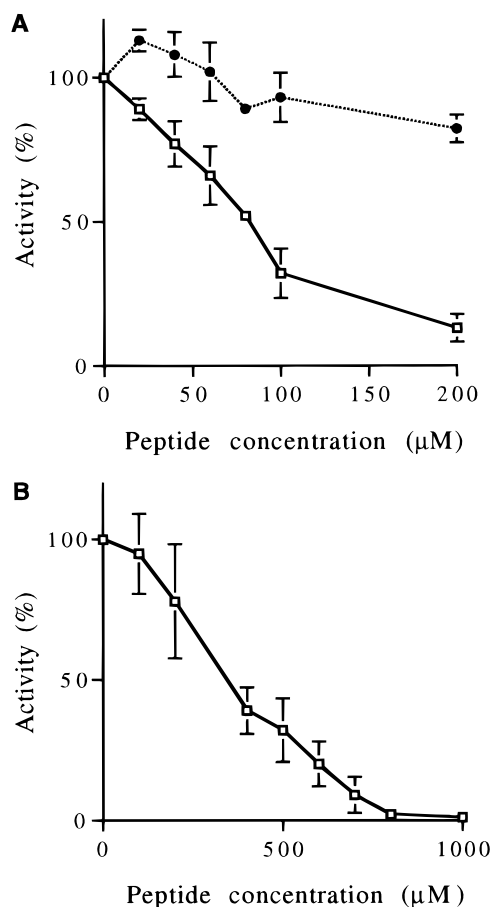 A
100
50
0
Activity (%)
0 50 100 150 200
Peptide concentration (μM)
B
100
50
0
Activity (%)
0 500 1000
Peptide concentration (μM)